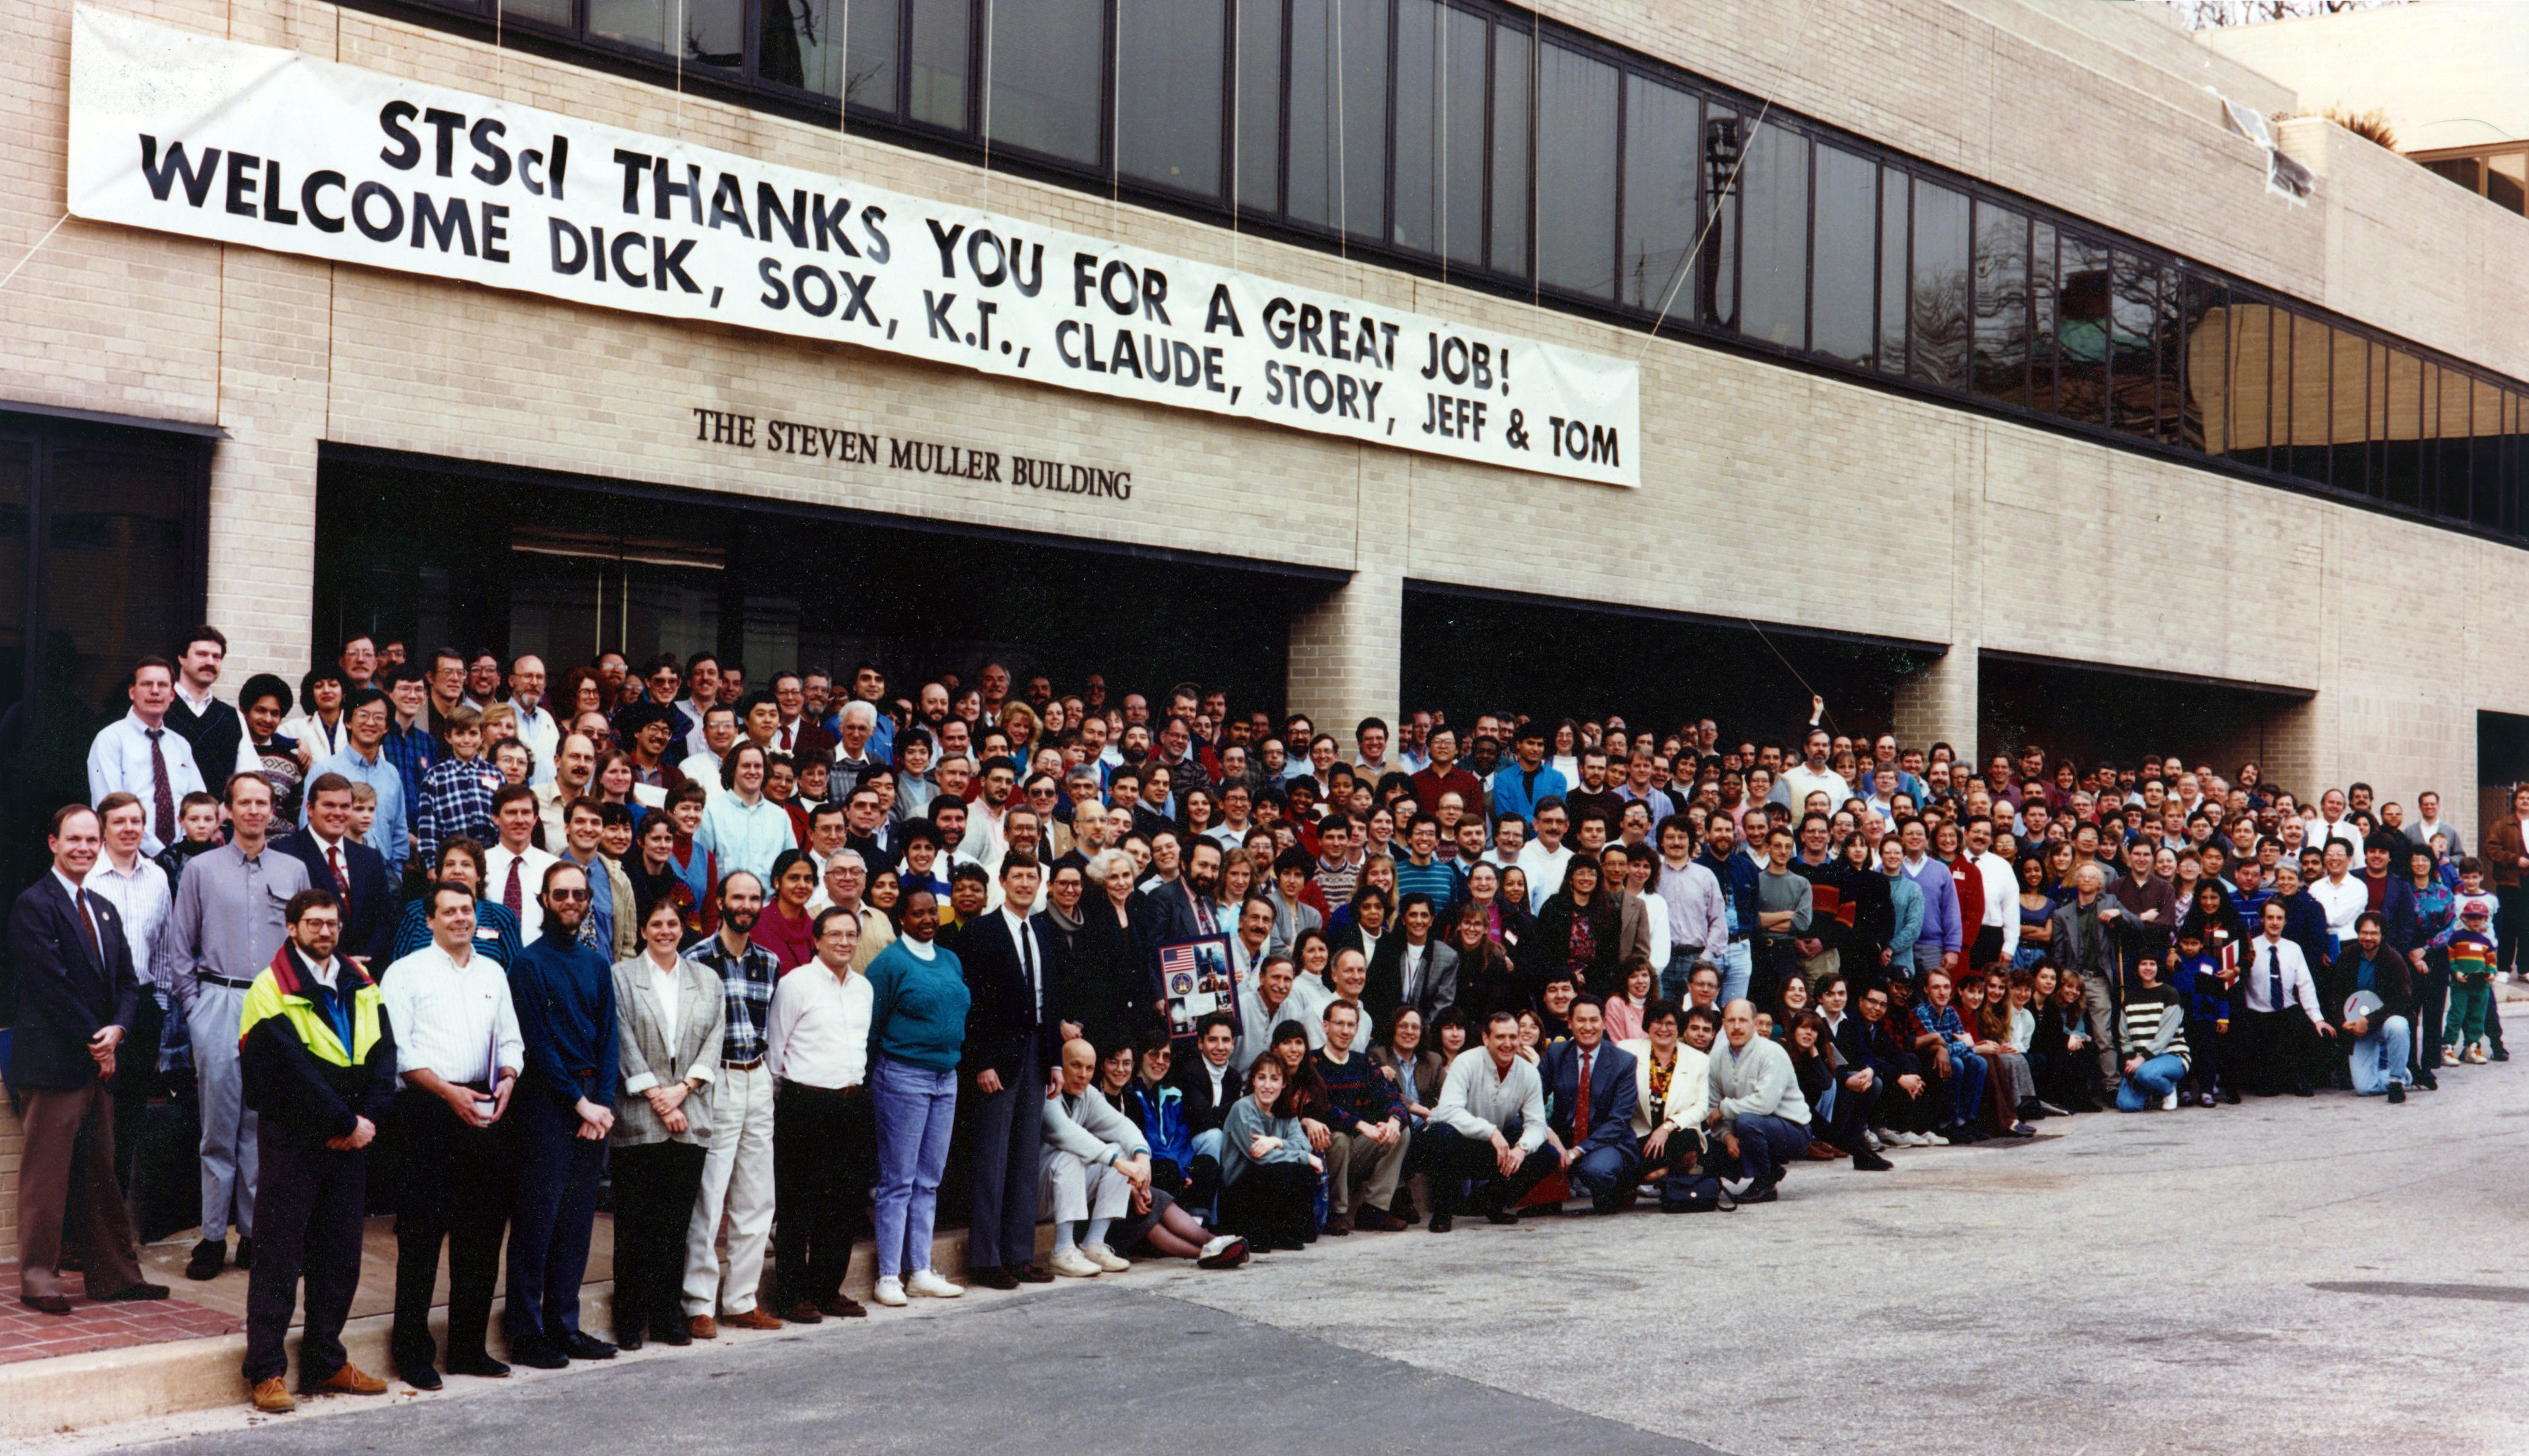 STScI THANKS YOU FOR A GREAT JOB!
WELCOME DICK, SOX, K.T., CLAUDE, STORY, JEFF & TOM
THE STEVEN MULLER BUILDING